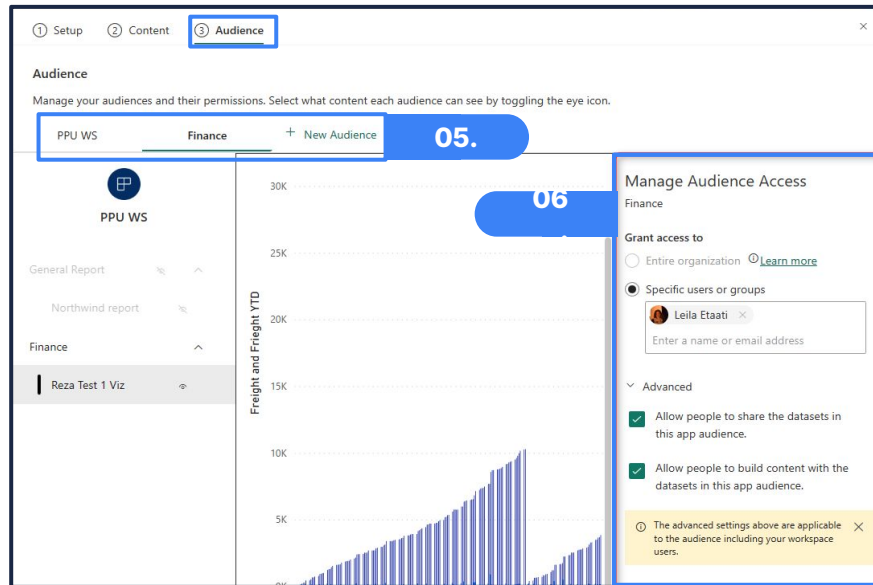 1 Setup 2 Content 3 Audience
Audience
Manage your audiences and their permissions. Select what content each audience can see by toggling the eye icon.
PPU WS Finance + New Audience
05.
PPU WS
General Report
Northwind report
Finance
Reza Test 1 Viz
Freight and Frieght YTD
30K
25K
20K
15K
10K
5K
0K
06
.
Manage Audience Access
Finance
Grant access to
Entire organization Learn more
Specific users or groups
Leila Etaati
Enter a name or email address
Advanced
Allow people to share the datasets in
this app audience.
Allow people to build content with the
datasets in this app audience.
The advanced settings above are applicable
to the audience including your workspace
users.